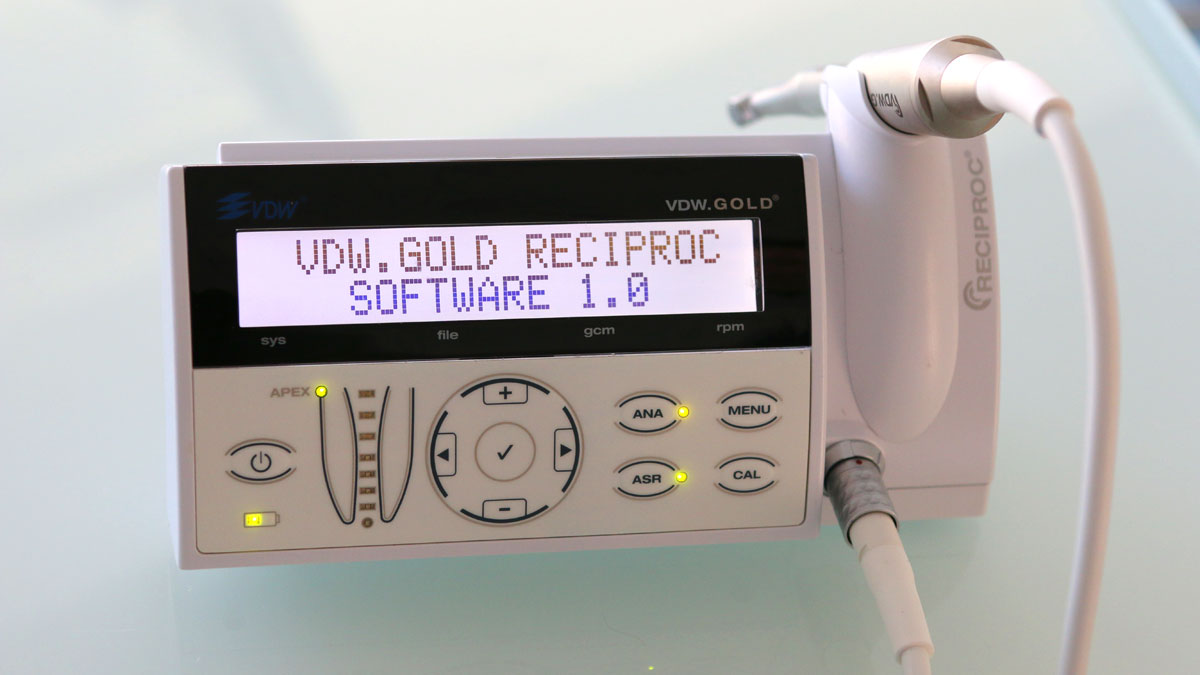 VDW®
VDW.GOLD®
VDW.GOLD RECIPROC
SOFTWARE 1.0
sys file gcm rpm
APEX
ANA MENU
ASR CAL
+
-
RECIPROC®